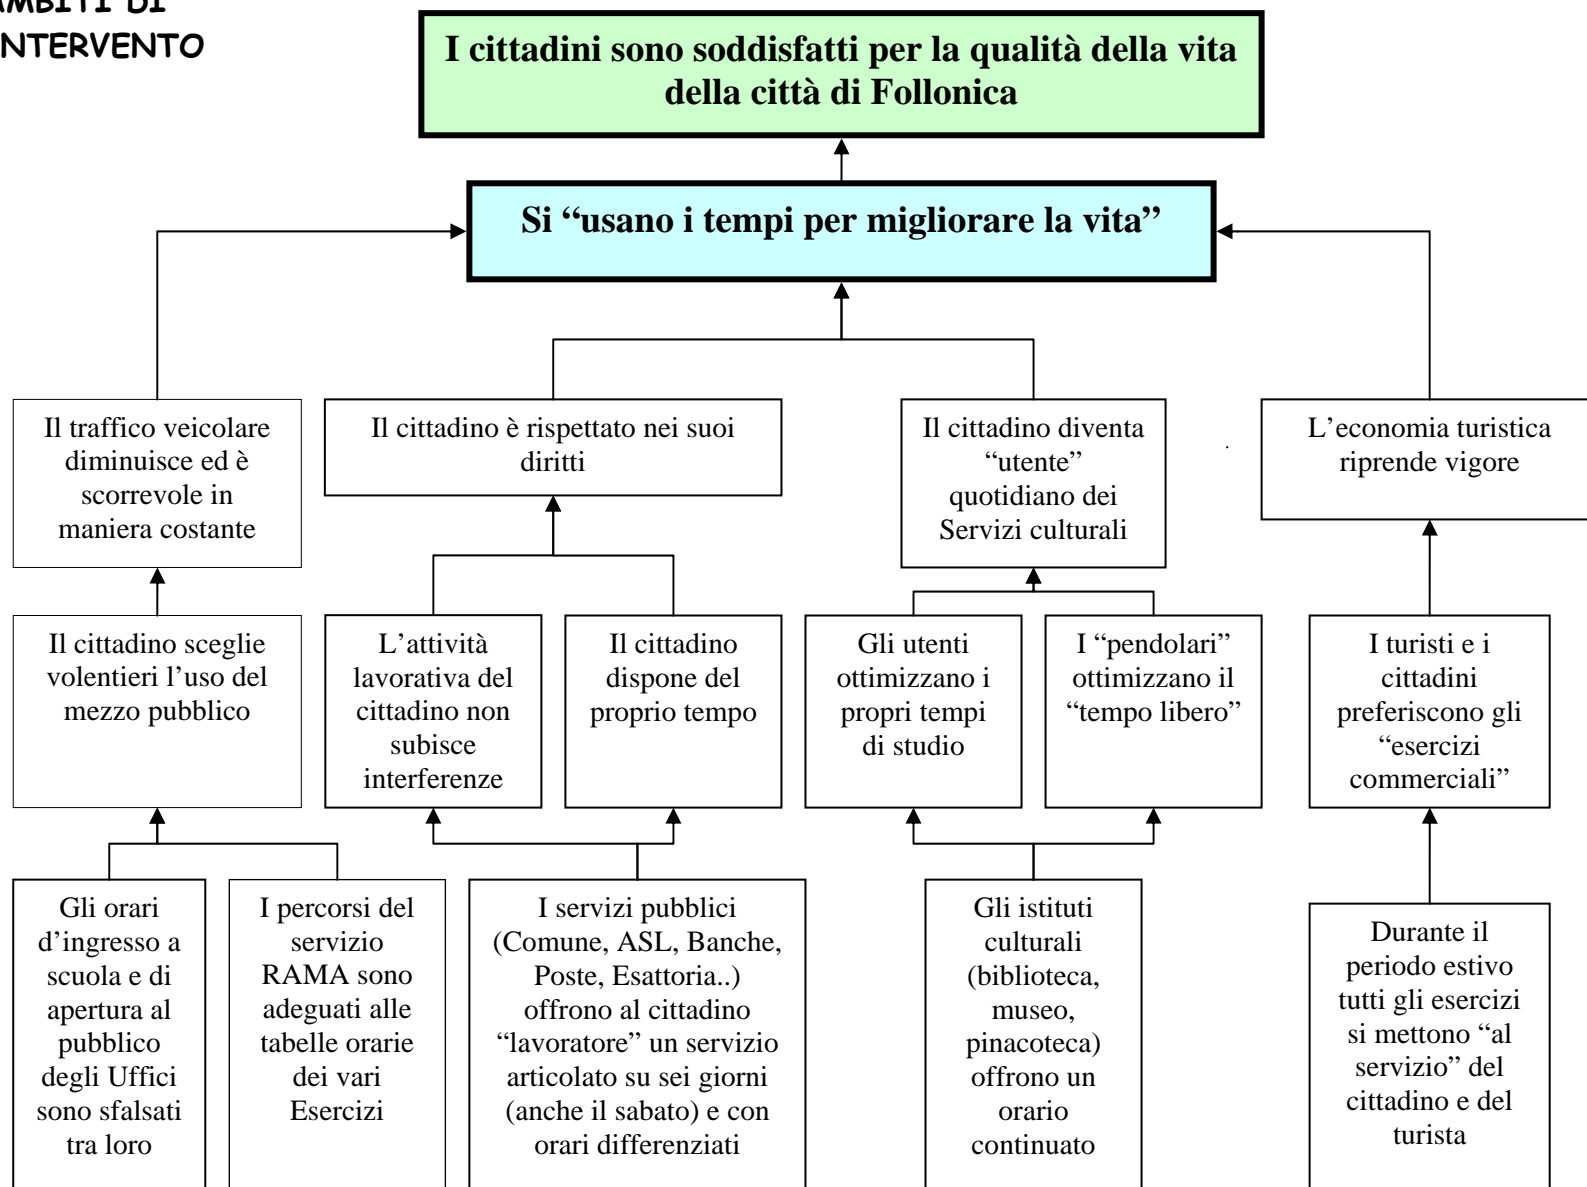 AMBITI DI
INTERVENTO
I cittadini sono soddisfatti per la qualità della vita
della città di Follonica
Si “usano i tempi per migliorare la vita”
Il traffico veicolare
diminuisce ed è
scorrevole in
maniera costante
Il cittadino è rispettato nei suoi
diritti
Il cittadino diventa
“utente”
quotidiano dei
Servizi culturali
L’economia turistica
riprende vigore
Il cittadino sceglie
volentieri l’uso del
mezzo pubblico
L’attività
lavorativa del
cittadino non
subisce
interferenze
Il cittadino
dispone del
proprio tempo
Gli utenti
ottimizzano i
propri tempi
di studio
I “pendolari”
ottimizzano il
“tempo libero”
I turisti e i
cittadini
preferiscono gli
“esercizi
commerciali”
Gli orari
d’ingresso a
scuola e di
apertura al
pubblico
degli Uffici
sono sfalsati
tra loro
I percorsi del
servizio
RAMA sono
adeguati alle
tabelle orarie
dei vari
Esercizi
I servizi pubblici
(Comune, ASL, Banche,
Poste, Esattoria..)
offrono al cittadino
“lavoratore” un servizio
articolato su sei giorni
(anche il sabato) e con
orari differenziati
Gli istituti
culturali
(biblioteca,
museo,
pinacoteca)
offrono un
orario
continuato
Durante il
periodo estivo
tutti gli esercizi
si mettono “al
servizio” del
cittadino e del
turista